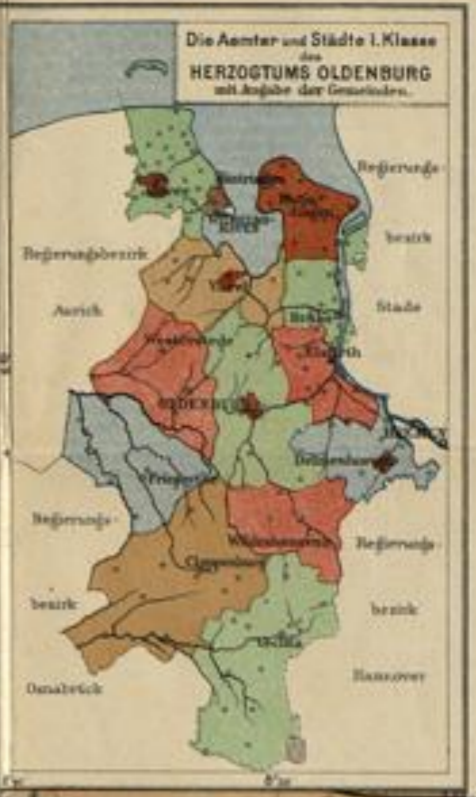 Die Aemter und Städte I. Klasse
des
HERZOGTUMS OLDENBURG
mit Angabe der Gemeinden.
Regierungs-
bezirk
Stade
Regierungsbezirk
Aurich
Varel
Westerstede
Elsfleth
OLDENBURG
Delmenhorst
Friesoythe
Regierungs-
bezirk
Osnabrück
Wildeshausen
Cloppenburg
Vechta
Regierungs-
bezirk
Hannover